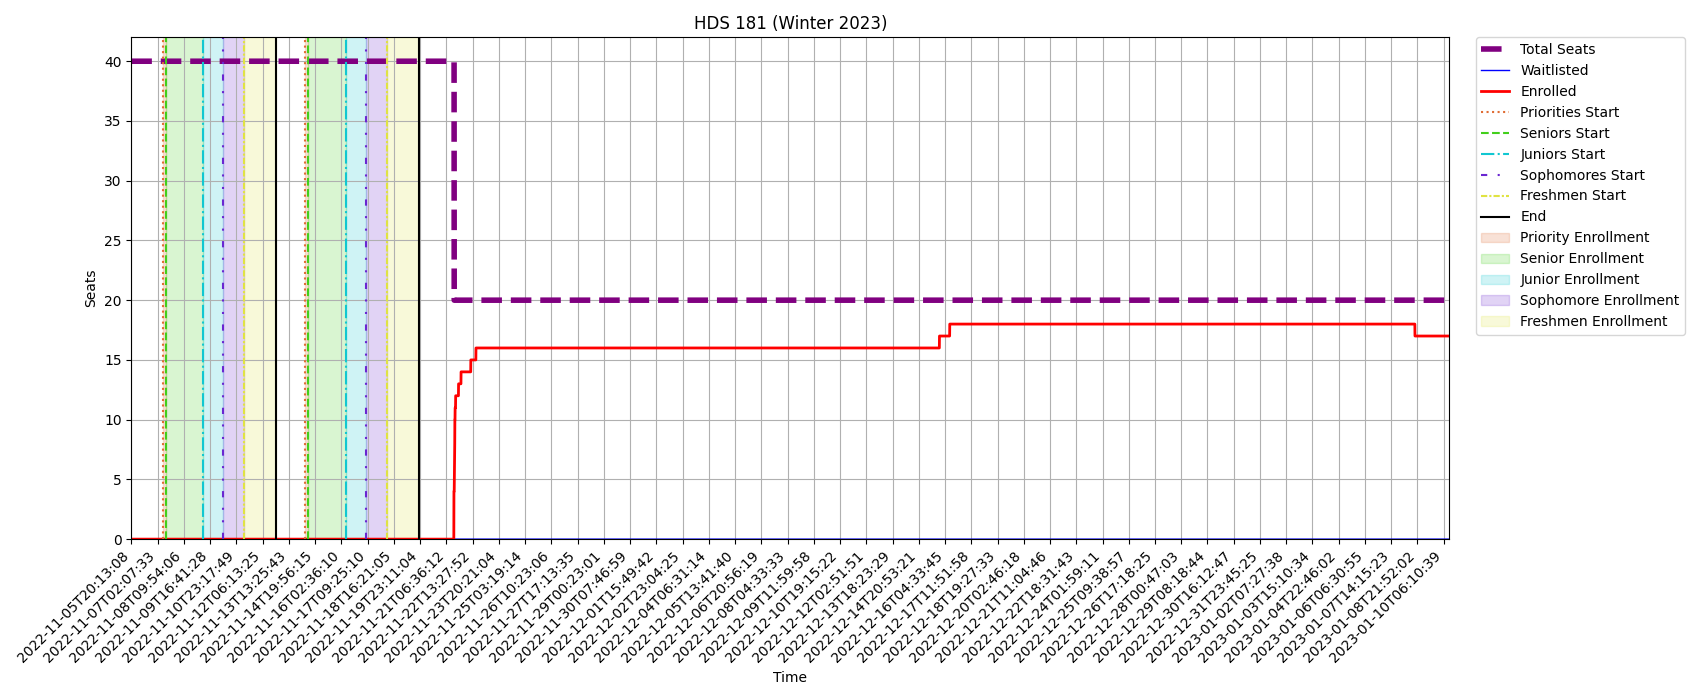 HDS 181 (Winter 2023)
Seats
40
35
30
25
20
15
10
5
0
2022-11-05T20:13:08
2022-11-07T02:07:33
2022-11-08T09:54:06
2022-11-09T16:41:28
2022-11-10T23:17:49
2022-11-12T06:13:25
2022-11-13T13:25:43
2022-11-14T19:56:15
2022-11-16T02:36:10
2022-11-17T09:25:10
2022-11-18T16:21:05
2022-11-19T23:11:04
2022-11-21T06:36:12
2022-11-22T13:27:52
2022-11-23T20:21:04
2022-11-25T03:19:14
2022-11-26T10:23:06
2022-11-27T17:13:35
2022-11-29T00:23:01
2022-11-30T07:46:59
2022-12-01T15:49:42
2022-12-02T23:04:25
2022-12-04T06:31:14
2022-12-05T13:41:40
2022-12-06T20:56:19
2022-12-08T04:33:33
2022-12-09T11:59:58
2022-12-10T19:15:22
2022-12-12T02:51:51
2022-12-13T18:23:29
2022-12-14T20:53:21
2022-12-16T04:33:45
2022-12-17T11:51:58
2022-12-18T19:27:33
2022-12-20T02:46:18
2022-12-21T11:04:46
2022-12-22T18:31:43
2022-12-24T01:59:11
2022-12-25T09:38:57
2022-12-26T17:18:25
2022-12-28T00:47:03
2022-12-29T08:18:44
2022-12-30T16:12:47
2022-12-31T23:45:25
2023-01-02T07:27:38
2023-01-03T15:10:34
2023-01-04T22:46:02
2023-01-06T06:30:55
2023-01-07T14:15:23
2023-01-08T21:52:02
2023-01-10T06:10:39
Time
Total Seats
Waitlisted
Enrolled
Priorities Start
Seniors Start
Juniors Start
Sophomores Start
Freshmen Start
End
Priority Enrollment
Senior Enrollment
Junior Enrollment
Sophomore Enrollment
Freshmen Enrollment